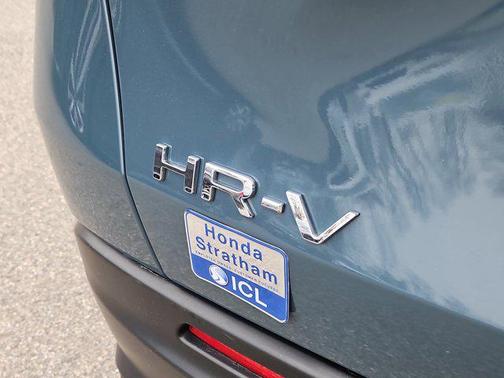 HR-V
Honda
Stratham
ICL